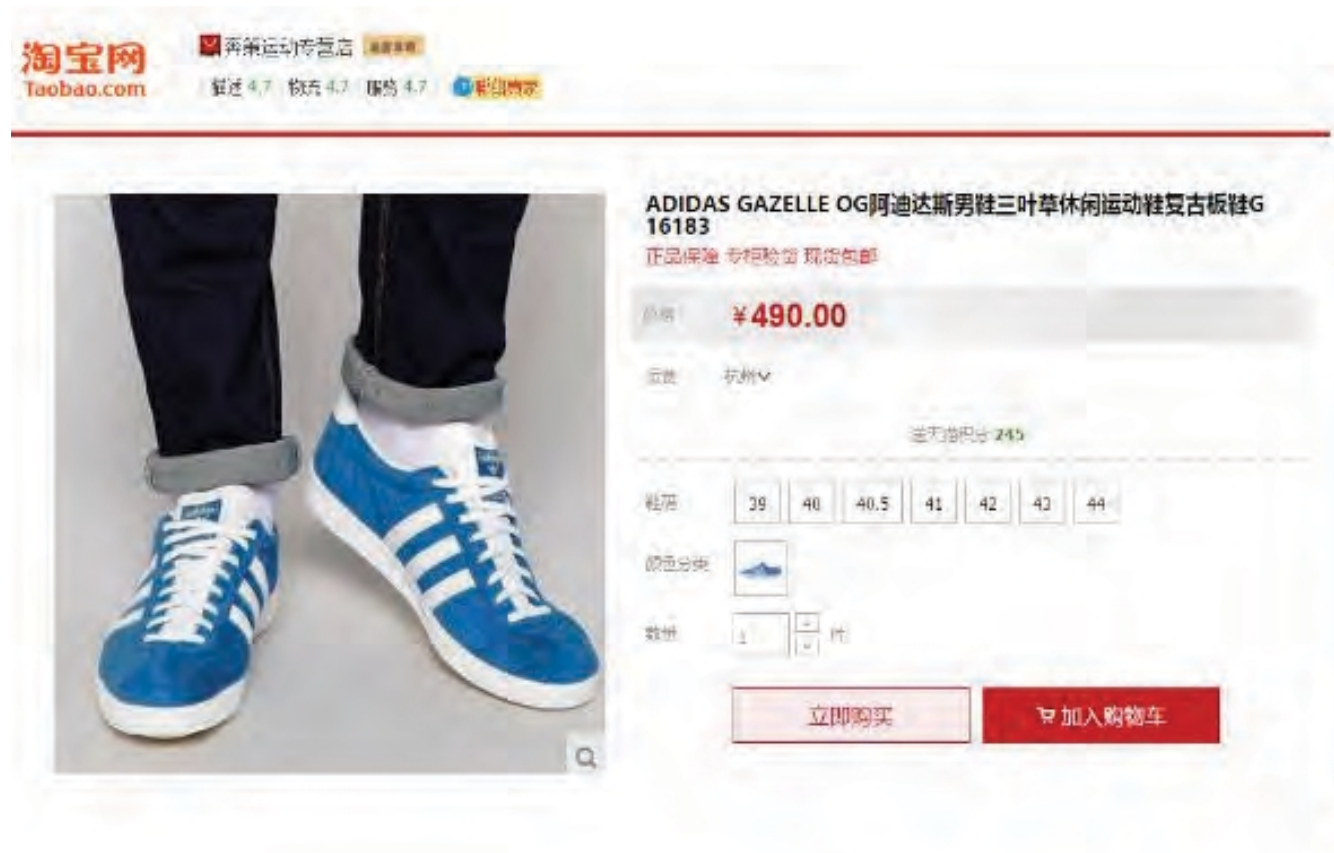 淘宝网
Taobao.com
运动专营店
描述 4.7 物流 4.7 服务 4.7
ADIDAS GAZELLE OG阿迪达斯男鞋三叶草休闲运动鞋复古板鞋G
16183
正品保障 专柜验货 现货包邮
价格 ¥490.00
运费 杭州
送天猫积分 245
鞋码 39 40 40.5 41 42 43 44
颜色分类
数量 1 件
立即购买 加入购物车